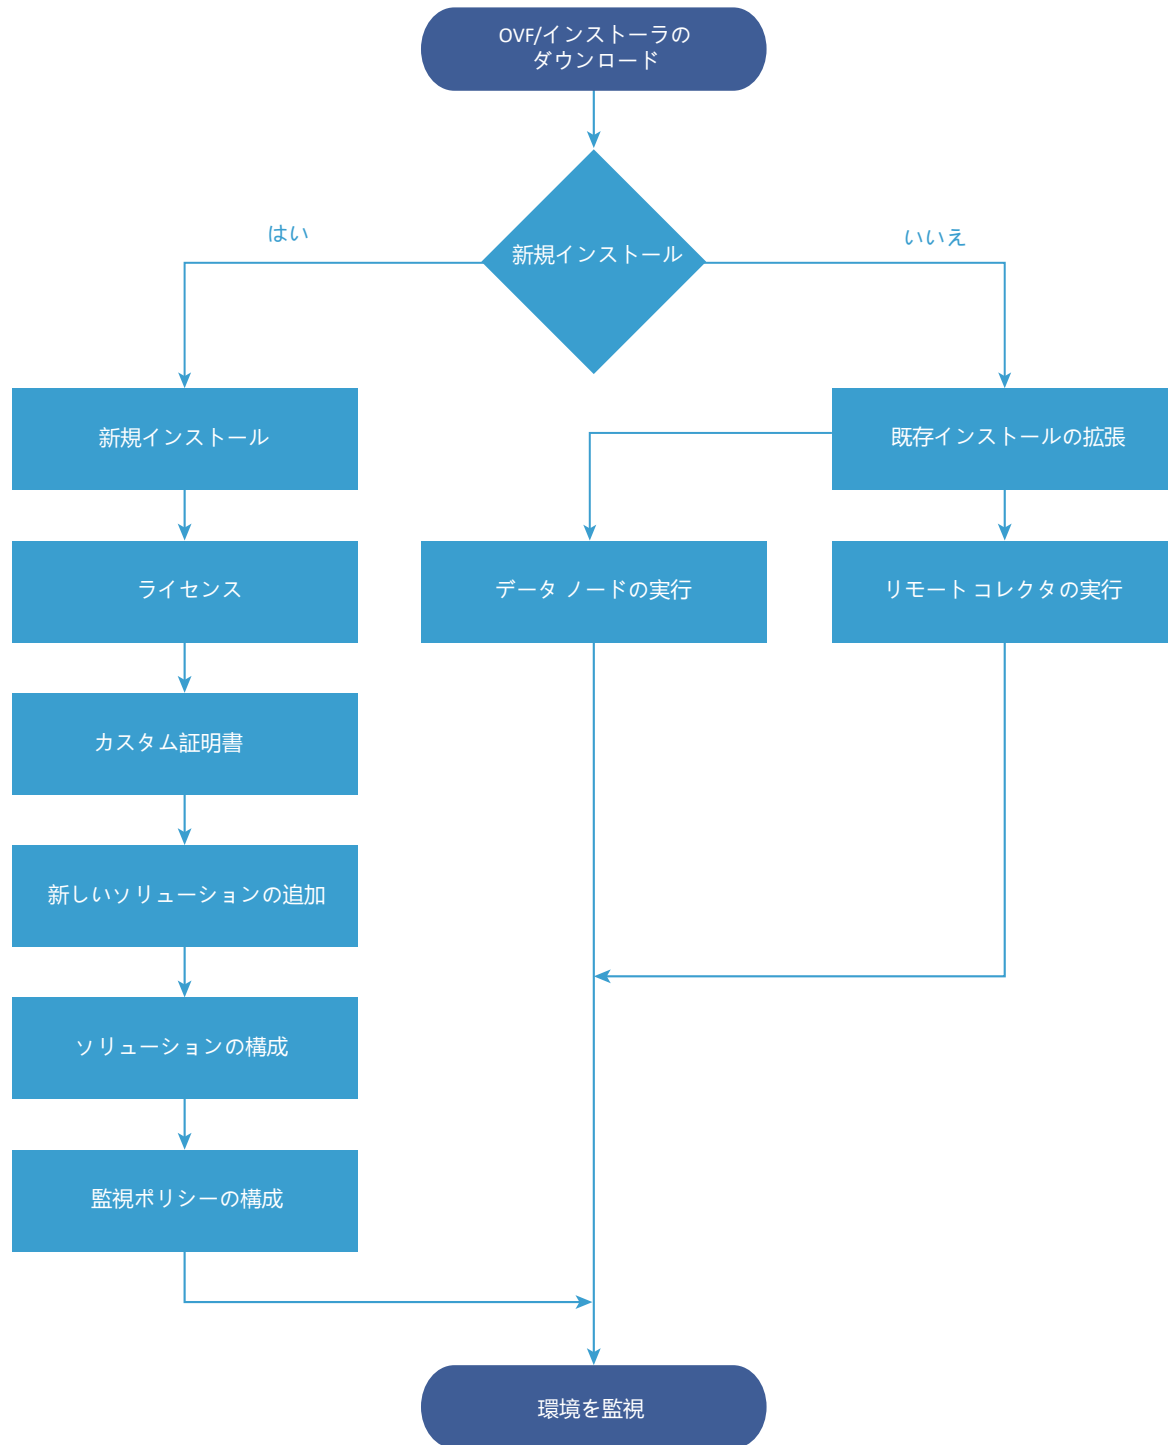 OVF/インストーラの
ダウンロード
はい
新規インストール
いいえ
新規インストール
既存インストールの拡張
ライセンス
データ ノードの実行
リモート コレクタの実行
カスタム証明書
新しいソリューションの追加
ソリューションの構成
監視ポリシーの構成
環境を監視